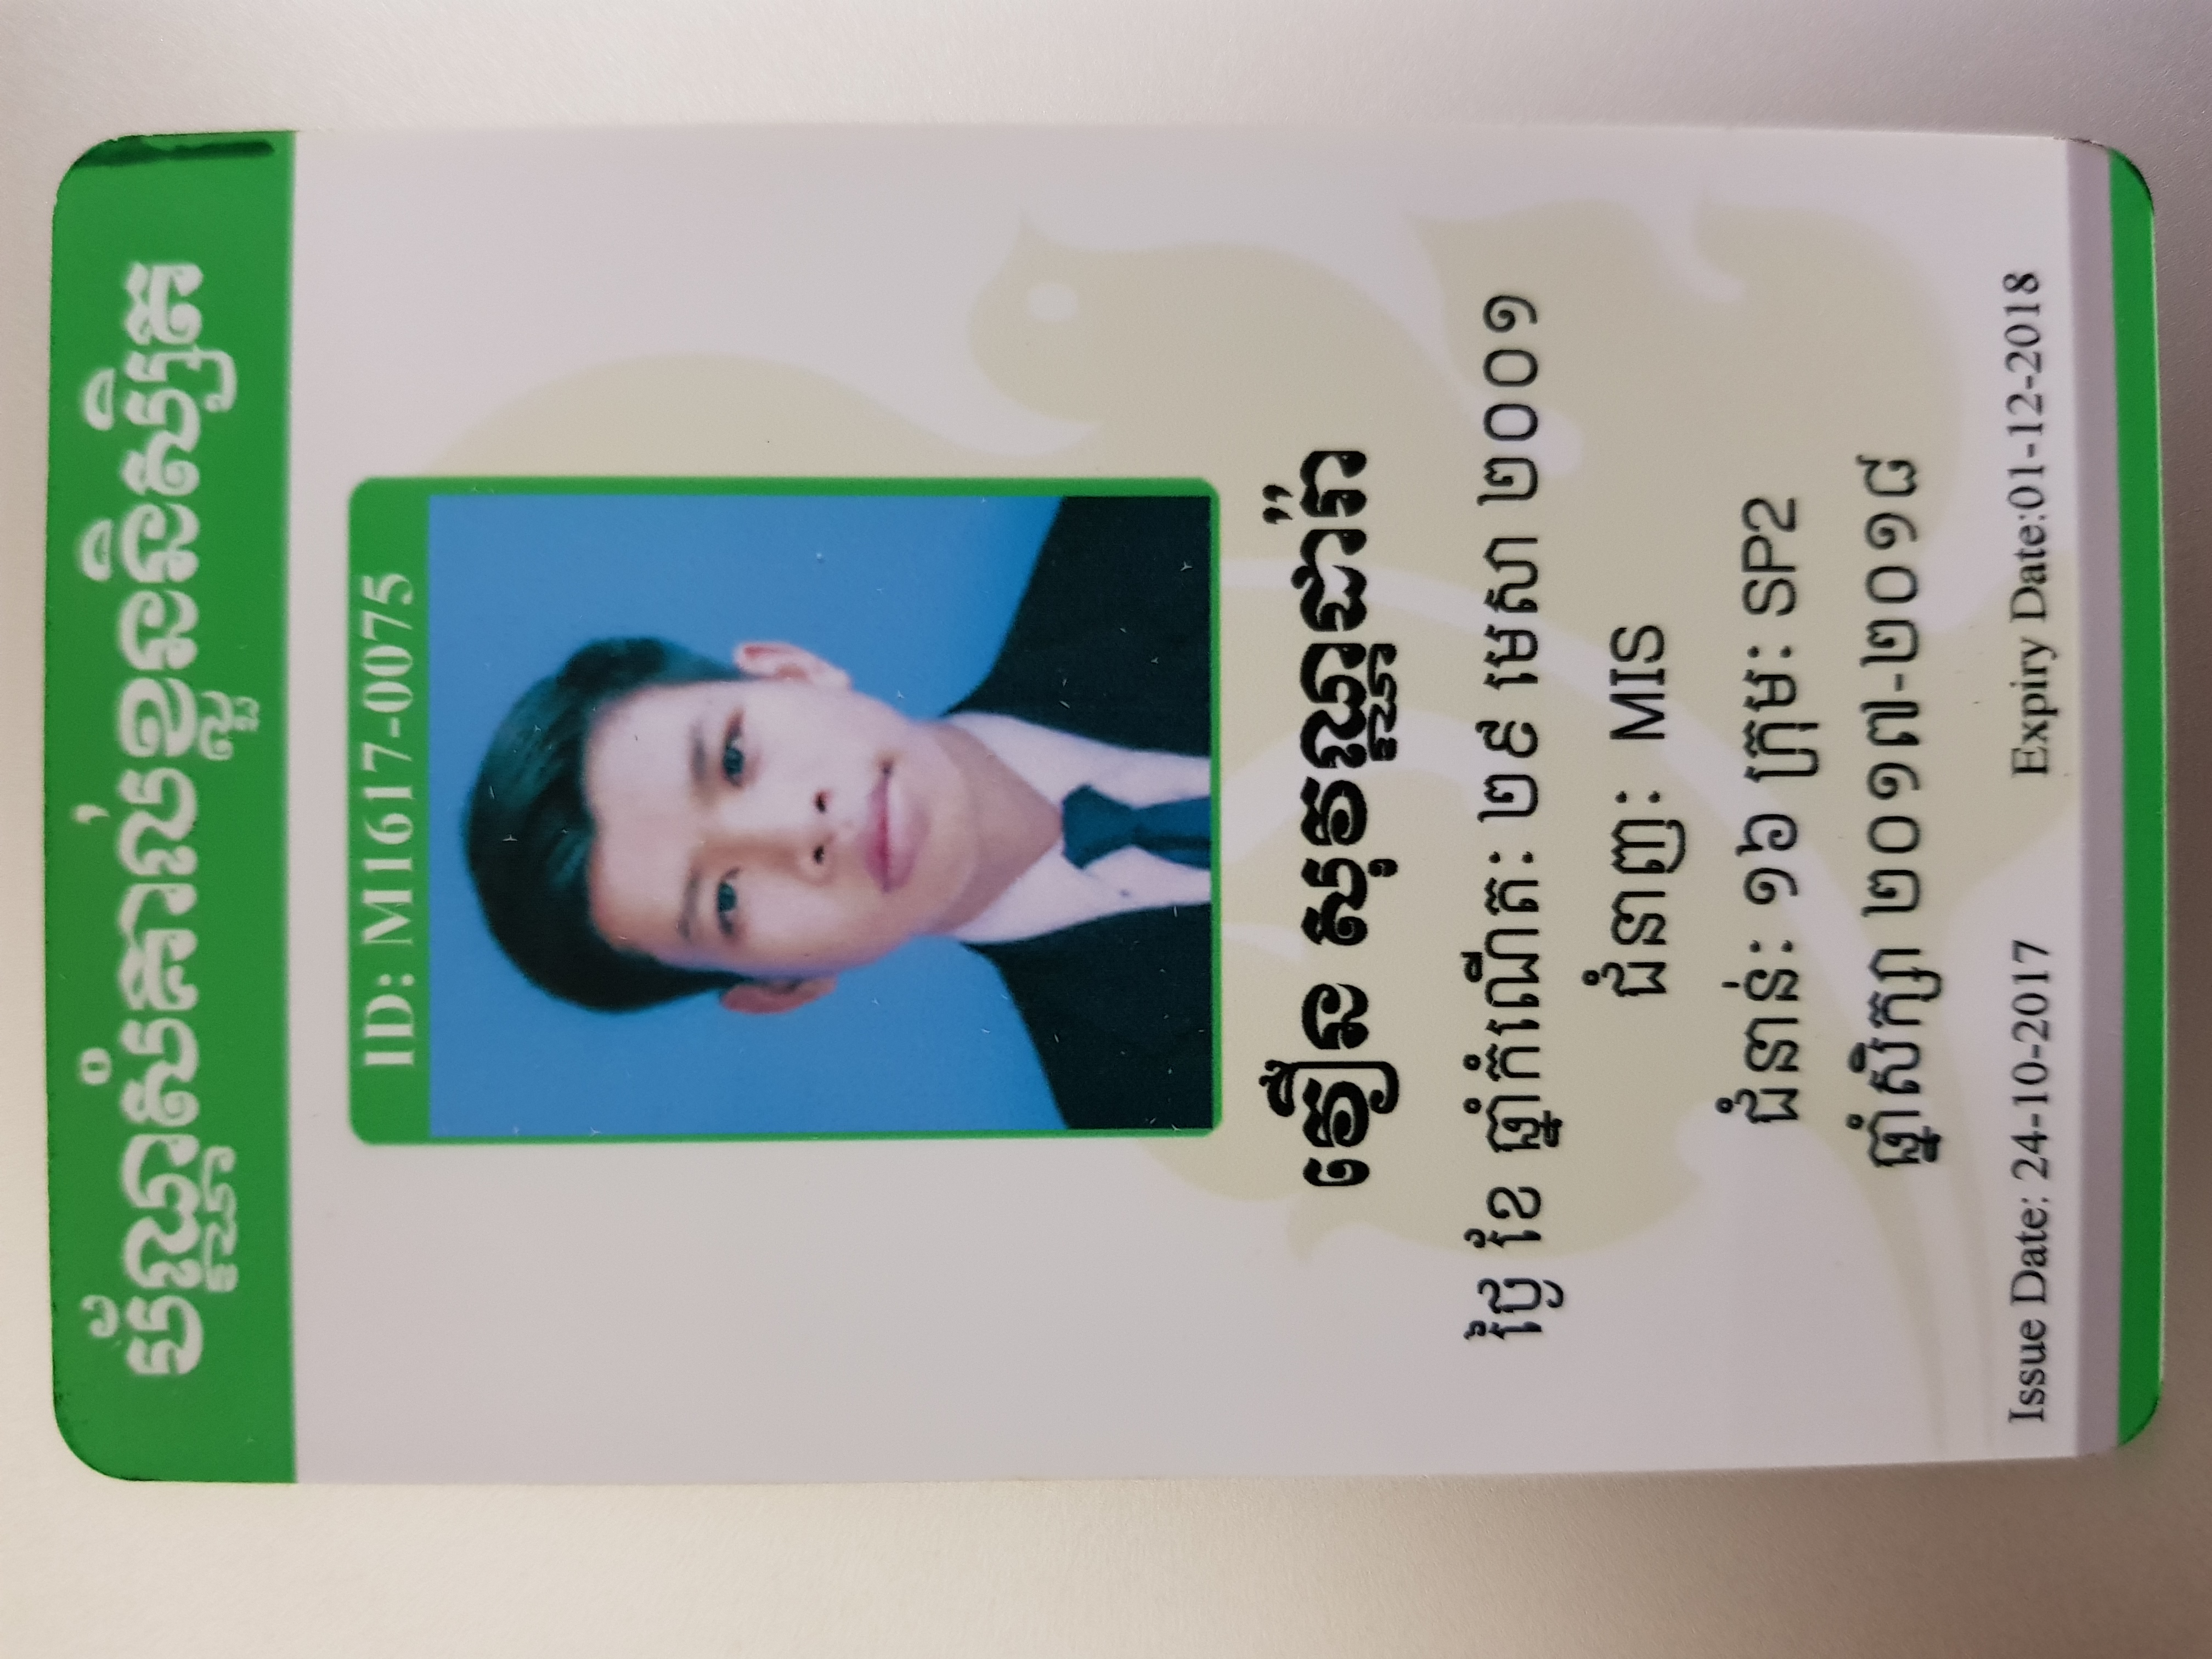 ប័ណ្ណសំគាល់ខ្លួននិស្សិត
ID: M1617-0075
វឿន សុវណ្ណដារ៉ា
ថ្ងៃ ខែ ឆ្នាំកំណើតៈ ២៩ មេសា ២០០១
ជំនាញៈ MIS
ជំនាន់ៈ ១៦ ក្រុមៈ SP2
ឆ្នាំសិក្សា ២០១៧-២០១៨
Issue Date: 24-10-2017 Expiry Date:01-12-2018